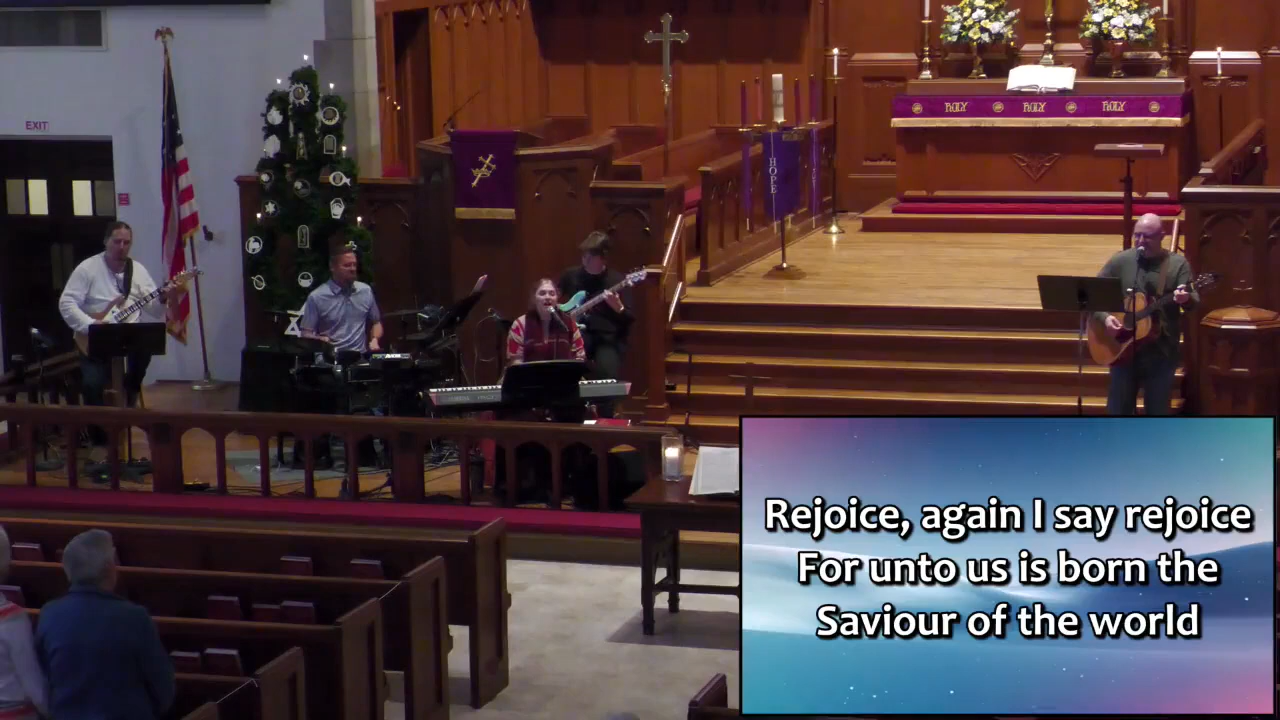 EXIT
HOLY HOLY HOLY
HOPE
Rejoice, again I say rejoice
For unto us is born the
Saviour of the world